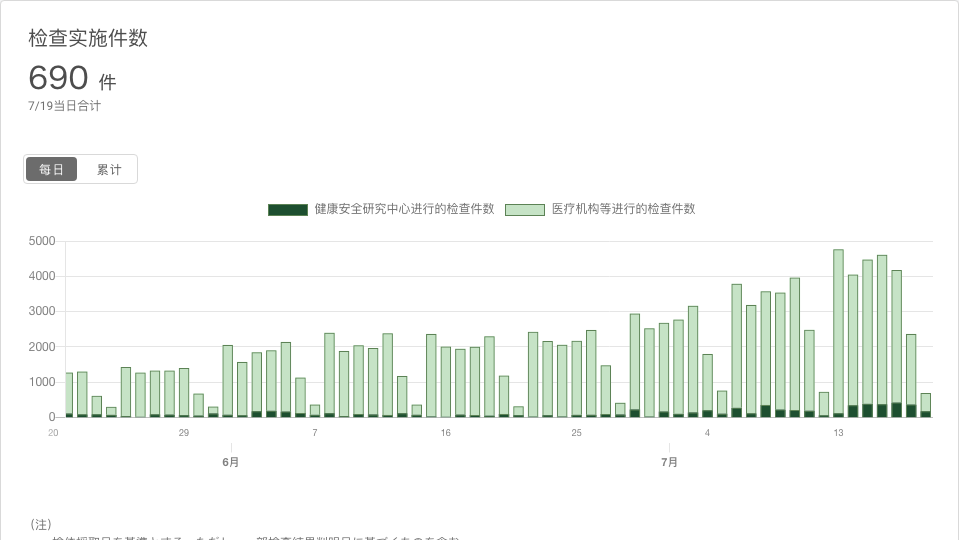 检查实施件数
690 件
7/19当日合计
每日 累计
健康安全研究中心进行的检查件数 医疗机构等进行的检查件数
5000
4000
3000
2000
1000
0
20 29 7 16 25 4 13
6月 7月
(注)